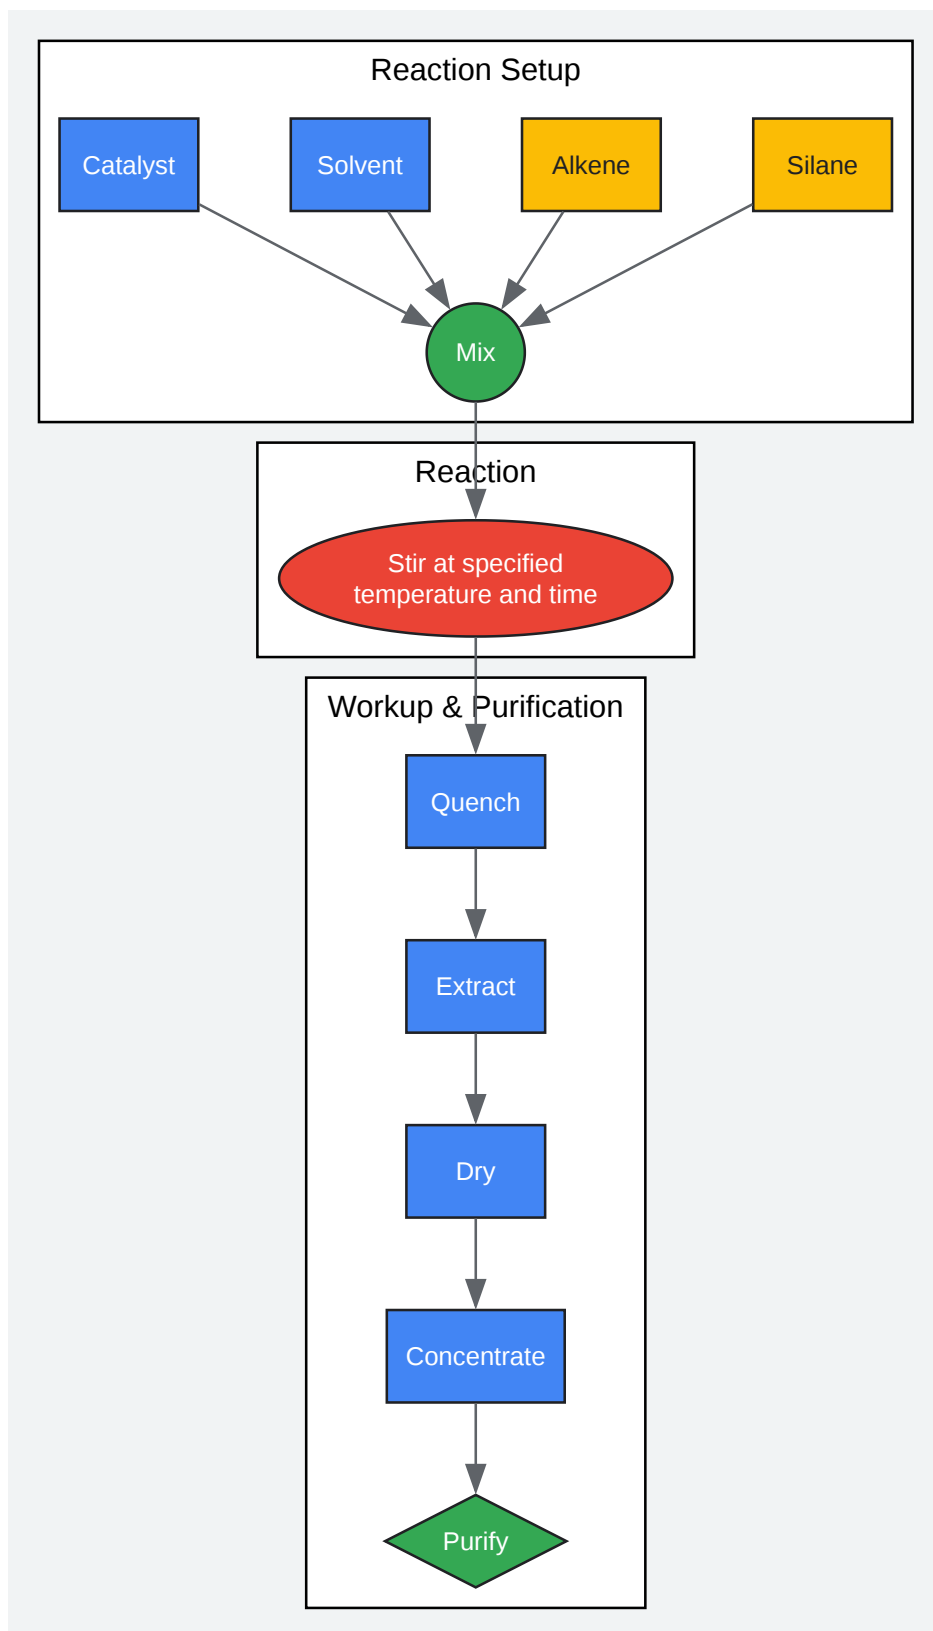 Reaction Setup
Catalyst
Solvent
Alkene
Silane
Mix
Reaction
Stir at specified
temperature and time
Workup & Purification
Quench
Extract
Dry
Concentrate
Purify